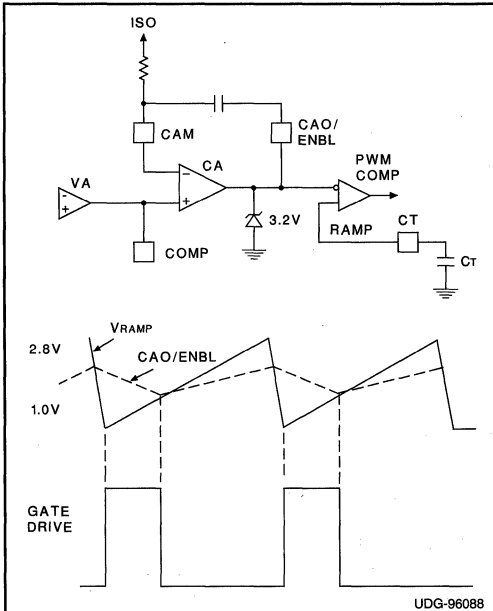 ISO
CAM
CAO/
ENBL
CA
PWM
COMP
VA
-
+
-
+
3.2V
RAMP
CT
CT
COMP
VRAMP
2.8V
CAO/ENBL
1.0V
GATE
DRIVE
UDG-96088